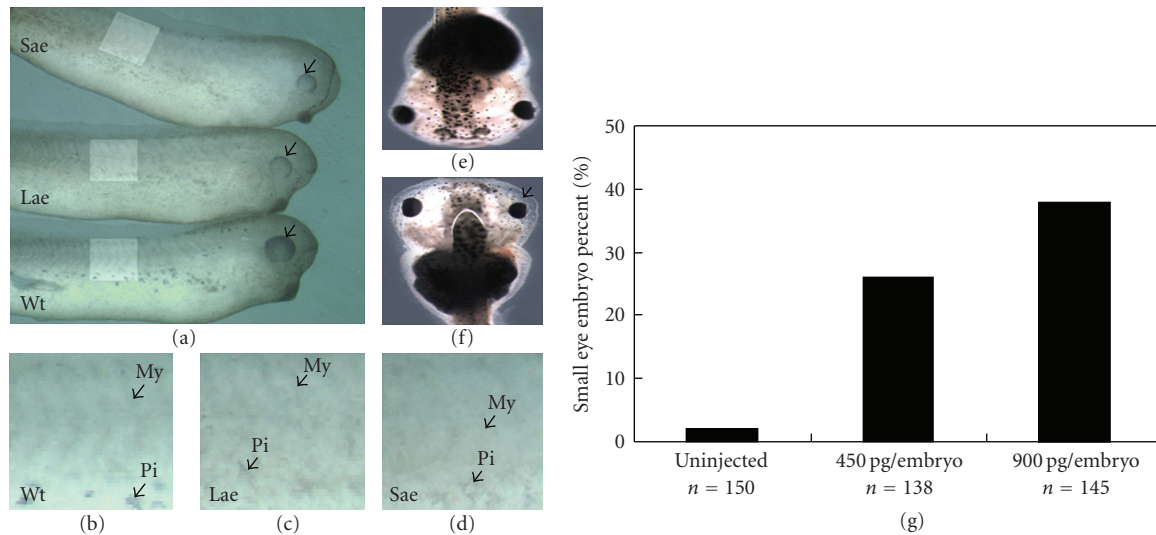 Sae
Lae
Wt
(a)
(e)
(f)
My
Pi
Wt
(b)
My
Pi
Lae
(c)
My
Pi
Sae
(d)
Small eye embryo percent (%)
50
40
30
20
10
0
Uninjected
n = 150
450 pg/embryo
n = 138
900 pg/embryo
n = 145
(g)